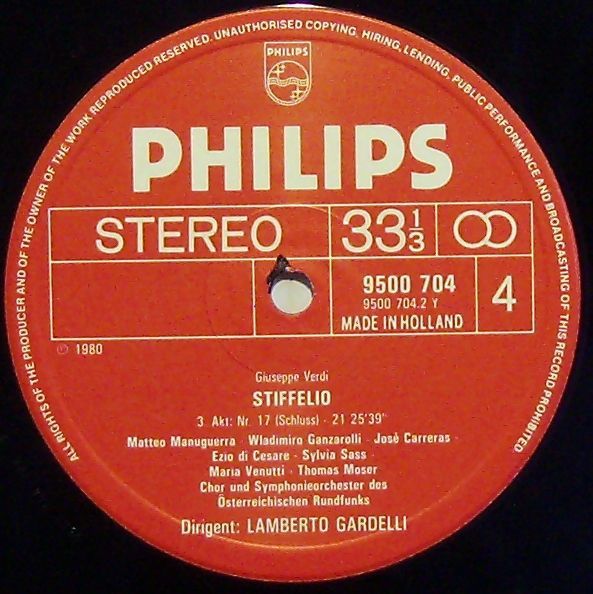 ALL RIGHTS OF THE PRODUCER AND OF THE OWNER OF THE WORK REPRODUCED RESERVED. UNAUTHORISED COPYING, HIRING, LENDING, PUBLIC PERFORMANCE AND BROADCASTING OF THIS RECORD PROHIBITED
PHILIPS
PHILIPS
STEREO 33 1/3
9500 704
9500 704.2 Y
MADE IN HOLLAND
4
℗ 1980
Giuseppe Verdi
STIFFELIO
3. Akt: Nr. 17 (Schluss) - 21 25'39"
Matteo Manuguerra · Wladimiro Ganzarolli · José Carreras ·
Ezio di Cesare · Sylvia Sass ·
Maria Venutti · Thomas Moser
Chor und Symphonieorchester des
Österreichischen Rundfunks
Dirigent: LAMBERTO GARDELLI